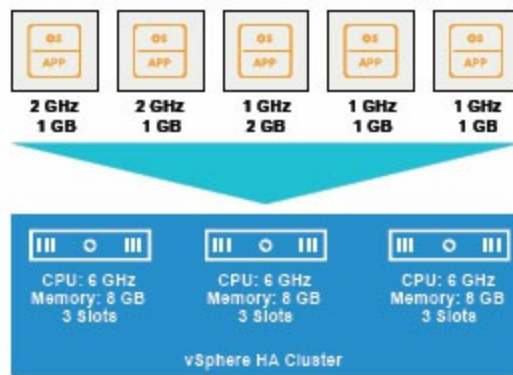 OS OS OS OS OS
APP APP APP APP APP
2 GHz 2 GHz 1 GHz 1 GHz 1 GHz
1 GB 1 GB 2 GB 1 GB 1 GB
CPU: 6 GHz CPU: 6 GHz CPU: 6 GHz
Memory: 8 GB Memory: 8 GB Memory: 8 GB
3 Slots 3 Slots 3 Slots
vSphere HA Cluster